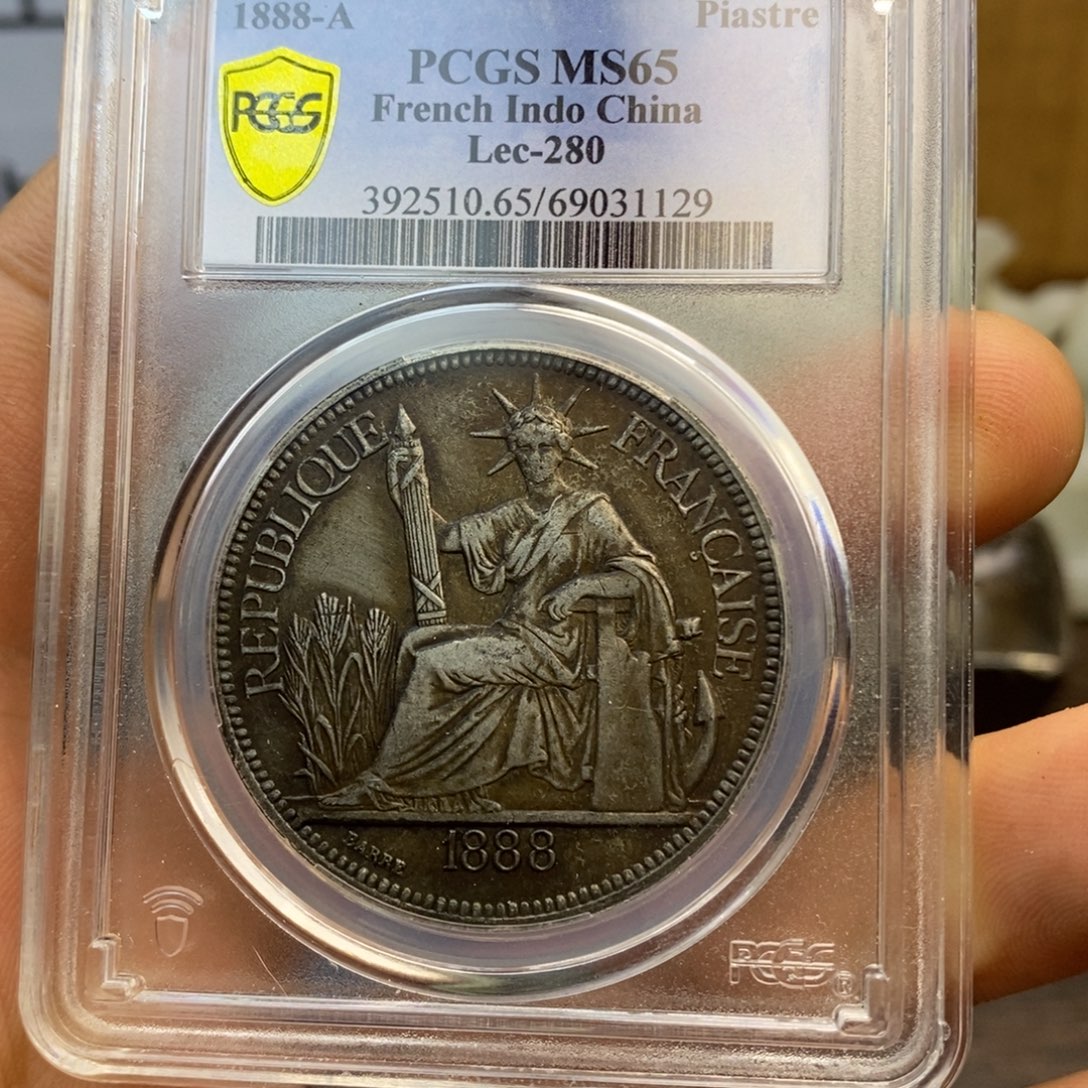 1888-A Piastre
PCGS MS65
PCGS
French Indo China
Lec-280
392510.65/69031129
REPUBLIQUE FRANÇAISE
BARRE
1888
PCGS ®